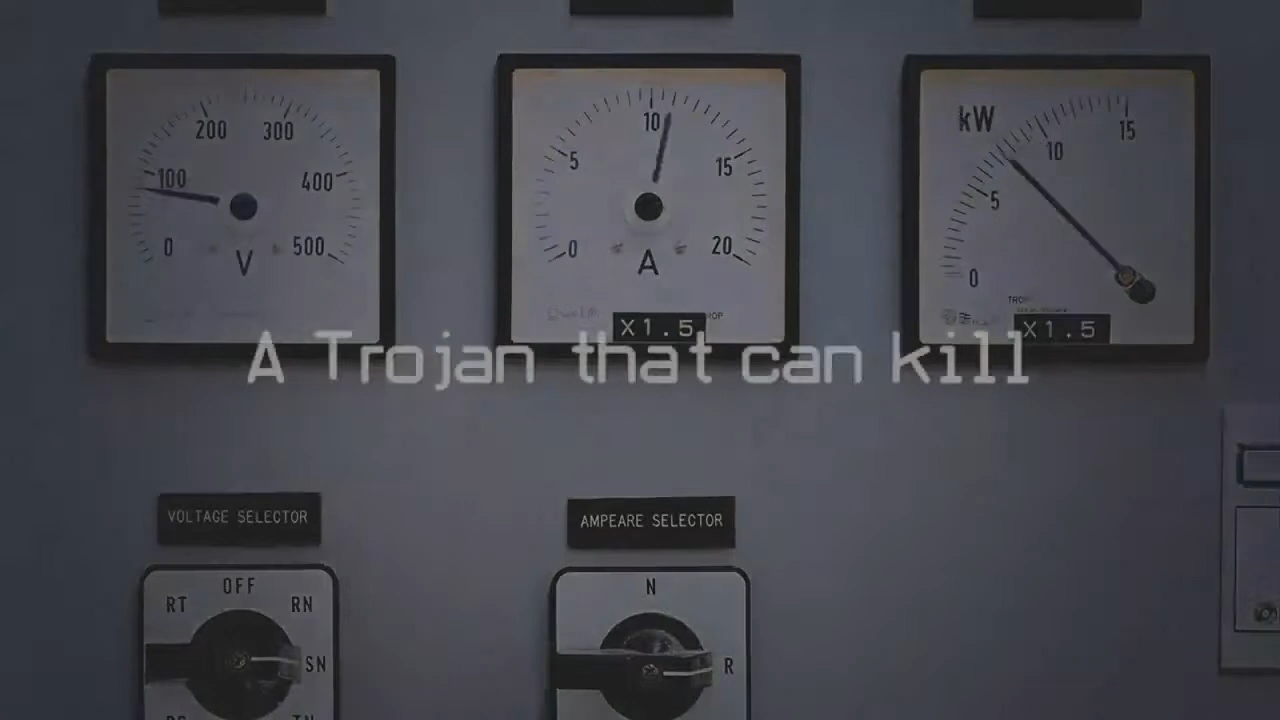 200 300
100 400
0 500
V
10
5 15
0 20
A
X1.5
kW
15
10
5
0
X1.5
A Trojan that can kill
VOLTAGE SELECTOR
AMPEARE SELECTOR
OFF
RT RN
SN
N
R